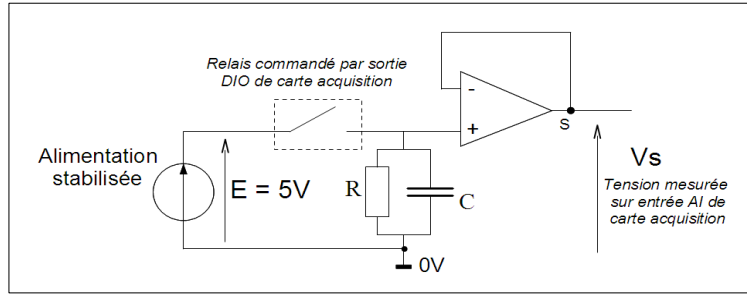 Relais commandé par sortie
DIO de carte acquisition
-
+
S
Alimentation
stabilisée
E = 5V
R
C
0V
Vs
Tension mesurée
sur entrée AI de
carte acquisition